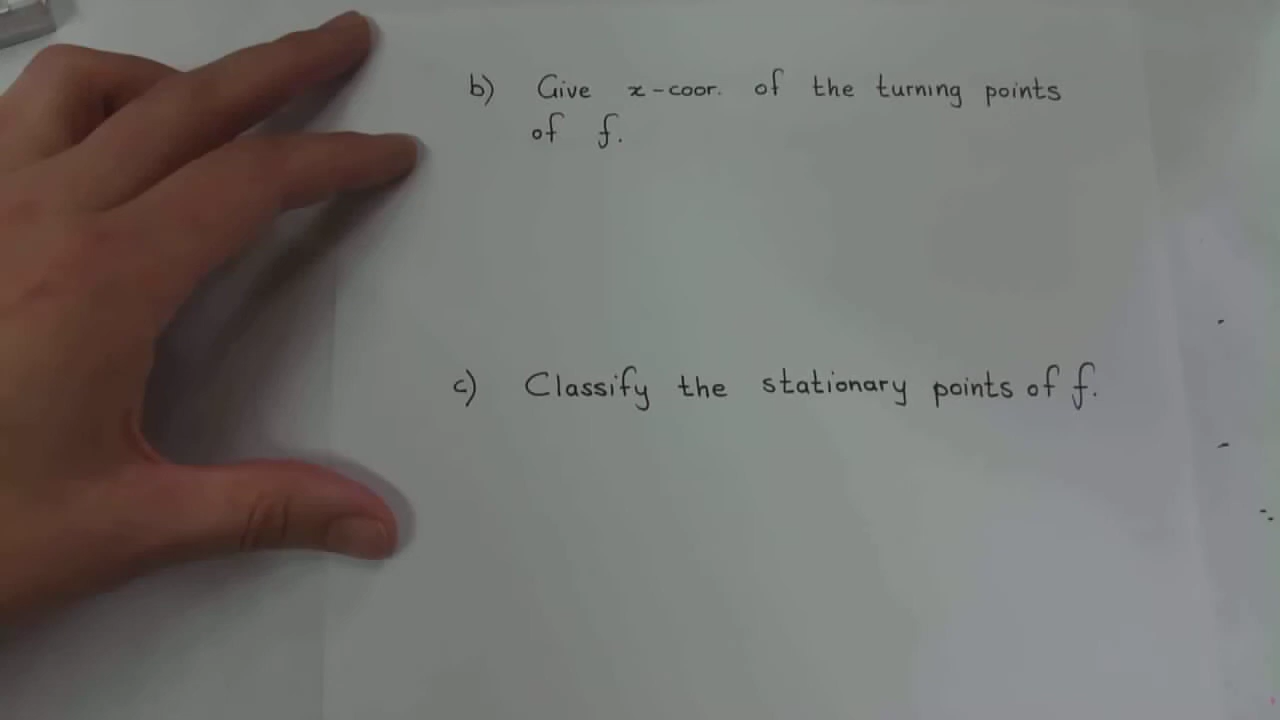 b) Give x-coor. of the turning points
of f.
c) Classify the stationary points of f.